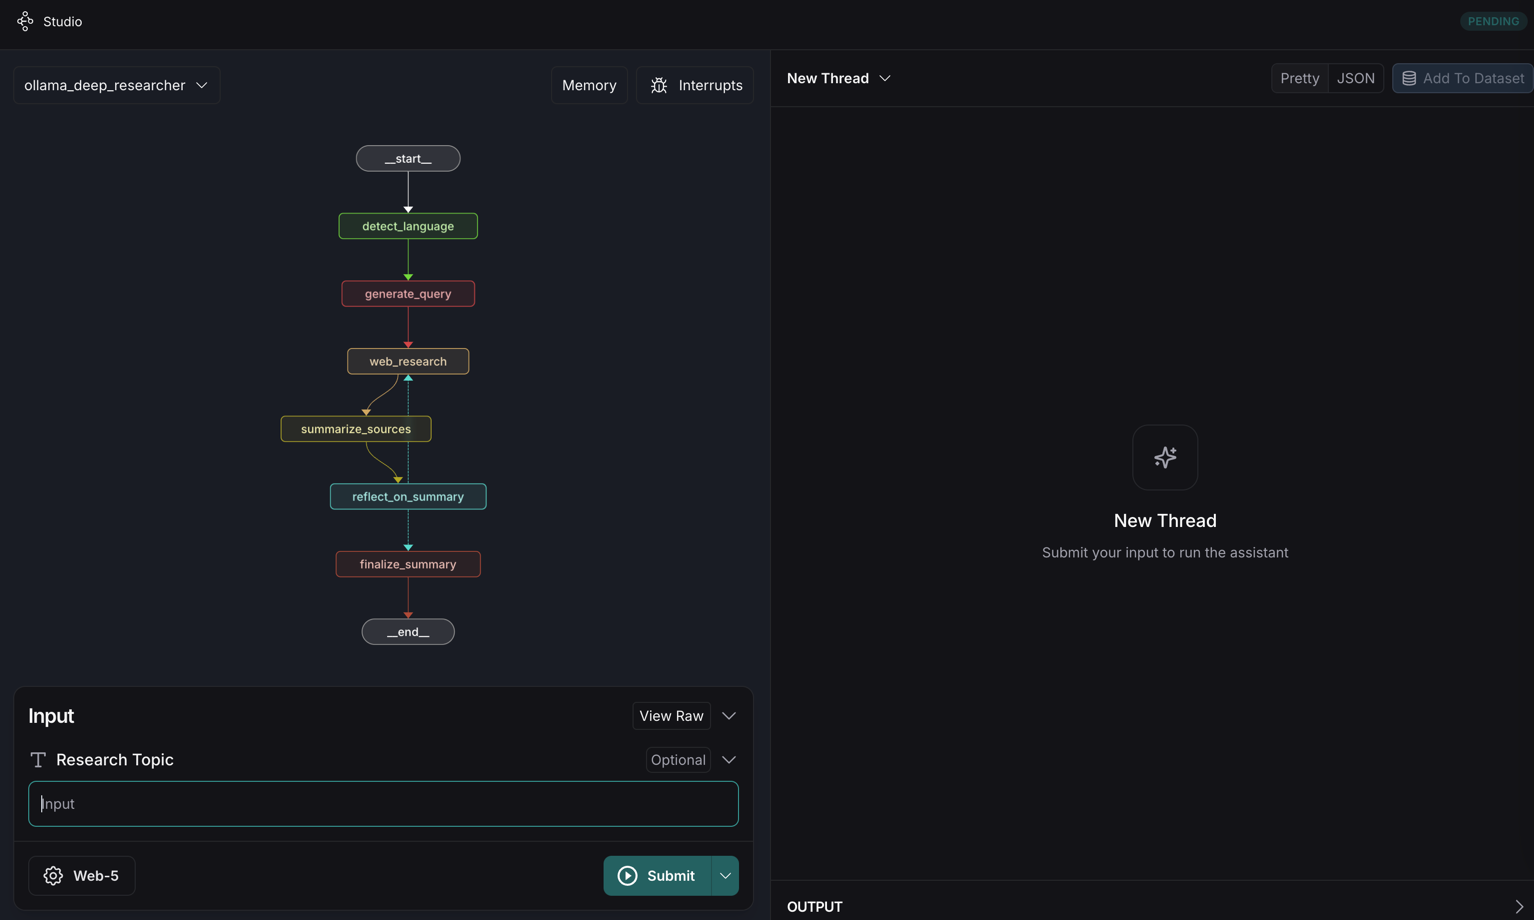 Studio
PENDING
ollama_deep_researcher
Memory
Interrupts
__start__
detect_language
generate_query
web_research
summarize_sources
reflect_on_summary
finalize_summary
__end__
Input
View Raw
Research Topic
Optional
Input
Web-5
Submit
New Thread
Pretty
JSON
Add To Dataset
New Thread
Submit your input to run the assistant
OUTPUT